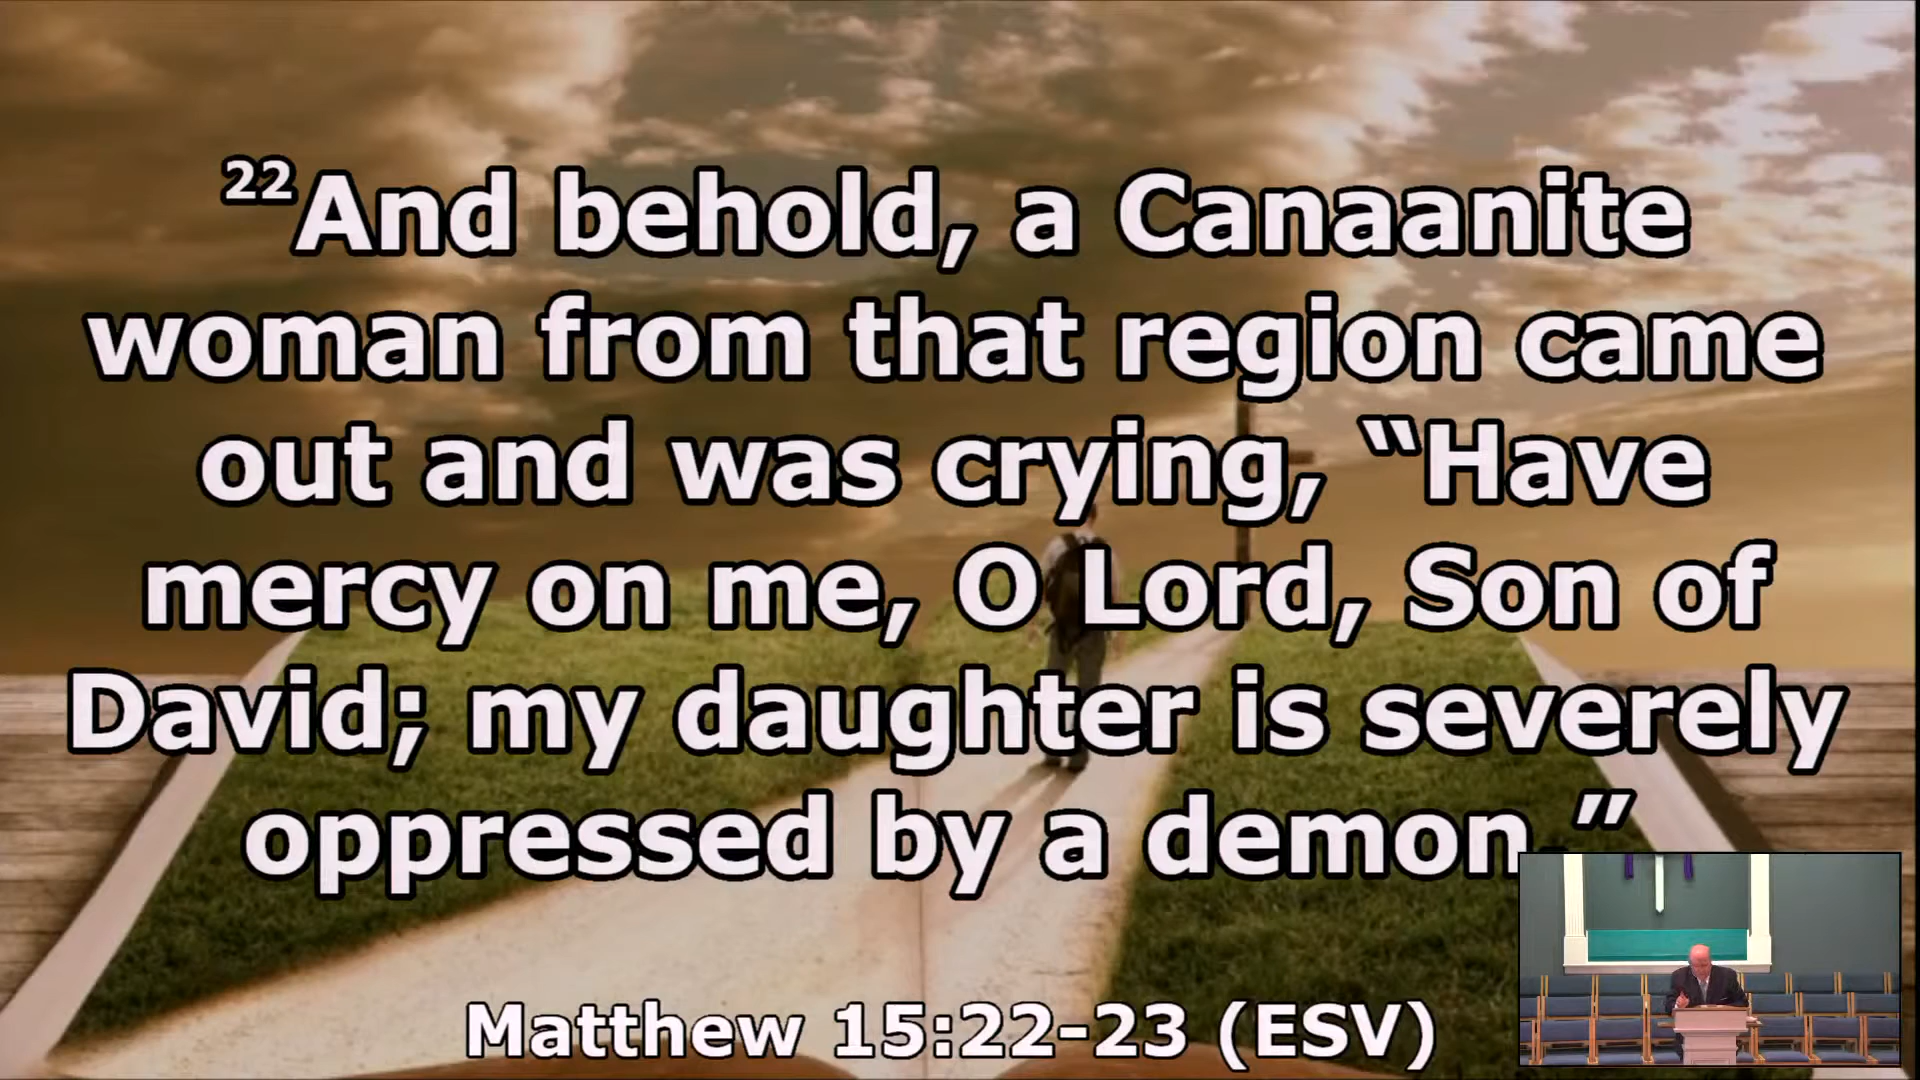 22And behold, a Canaanite
woman from that region came
out and was crying, “Have
mercy on me, O Lord, Son of
David; my daughter is severely
oppressed by a demon.”
Matthew 15:22-23 (ESV)